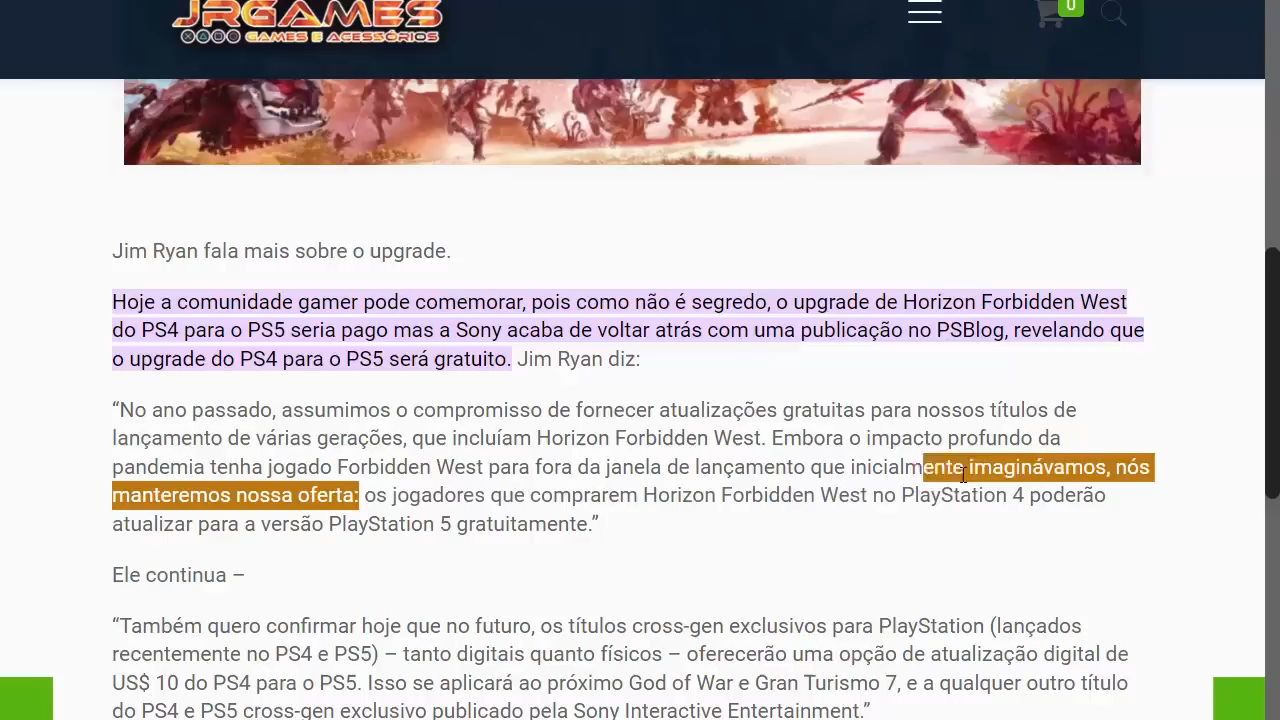 JRGAMES
GAMES E ACESSÓRIOS
0
Jim Ryan fala mais sobre o upgrade.
Hoje a comunidade gamer pode comemorar, pois como não é segredo, o upgrade de Horizon Forbidden West
do PS4 para o PS5 seria pago mas a Sony acaba de voltar atrás com uma publicação no PSBlog, revelando que
o upgrade do PS4 para o PS5 será gratuito. Jim Ryan diz:
“No ano passado, assumimos o compromisso de fornecer atualizações gratuitas para nossos títulos de
lançamento de várias gerações, que incluíam Horizon Forbidden West. Embora o impacto profundo da
pandemia tenha jogado Forbidden West para fora da janela de lançamento que inicialmente imaginávamos, nós
manteremos nossa oferta: os jogadores que comprarem Horizon Forbidden West no PlayStation 4 poderão
atualizar para a versão PlayStation 5 gratuitamente.”
Ele continua –
“Também quero confirmar hoje que no futuro, os títulos cross-gen exclusivos para PlayStation (lançados
recentemente no PS4 e PS5) – tanto digitais quanto físicos – oferecerão uma opção de atualização digital de
US$ 10 do PS4 para o PS5. Isso se aplicará ao próximo God of War e Gran Turismo 7, e a qualquer outro título
do PS4 e PS5 cross-gen exclusivo publicado pela Sony Interactive Entertainment.”